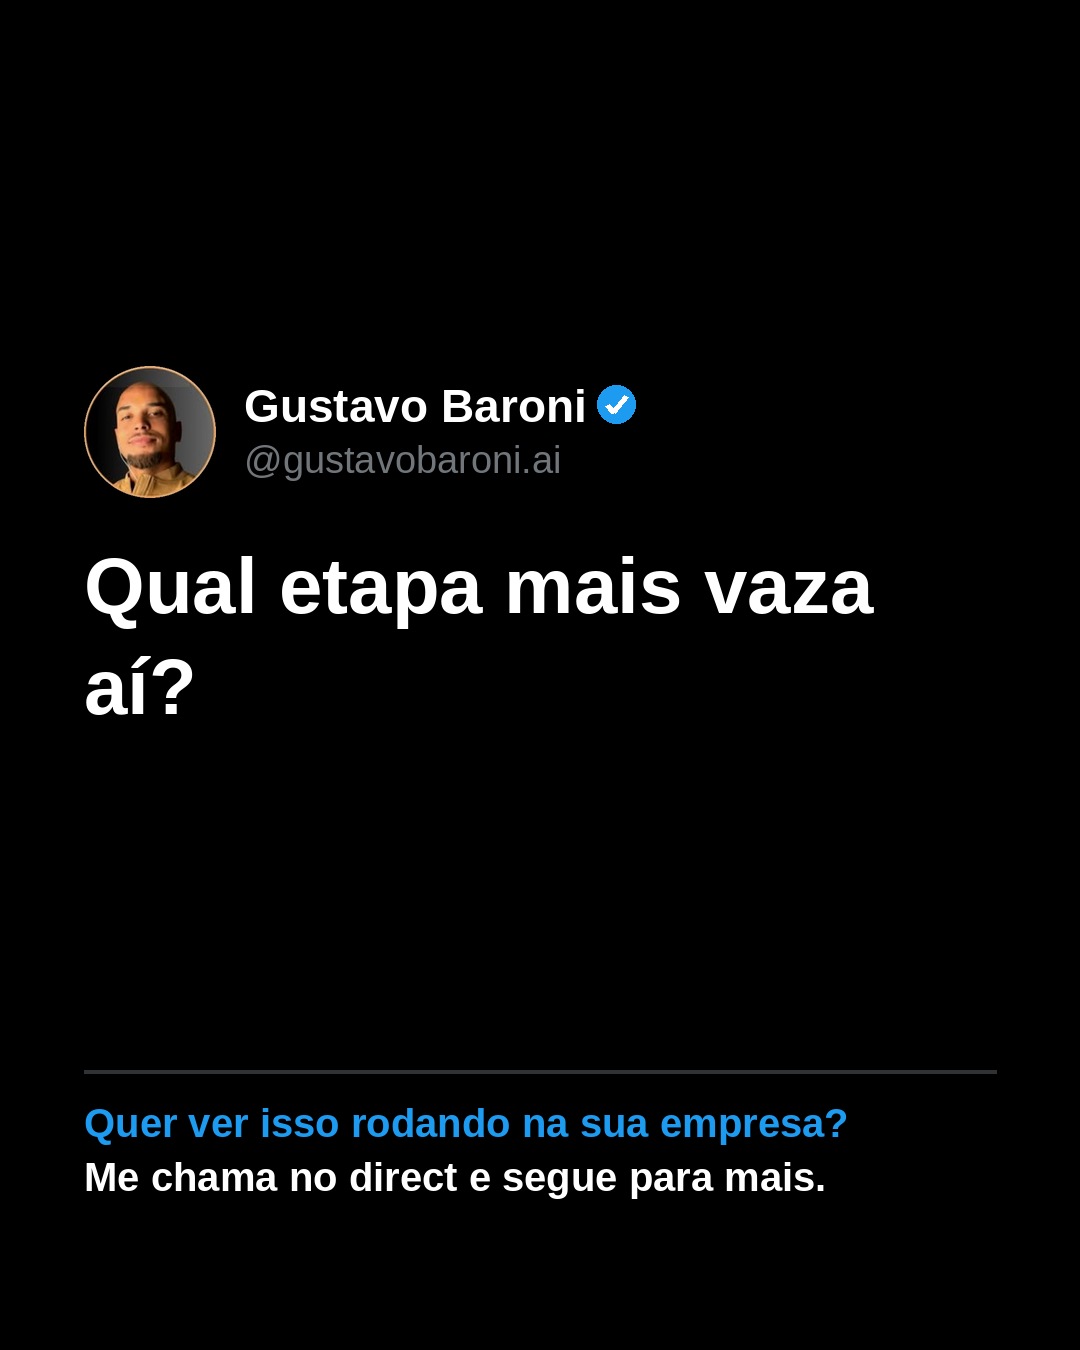 Gustavo Baroni
@gustavobaroni.ai
Qual etapa mais vaza
aí?
Quer ver isso rodando na sua empresa?
Me chama no direct e segue para mais.